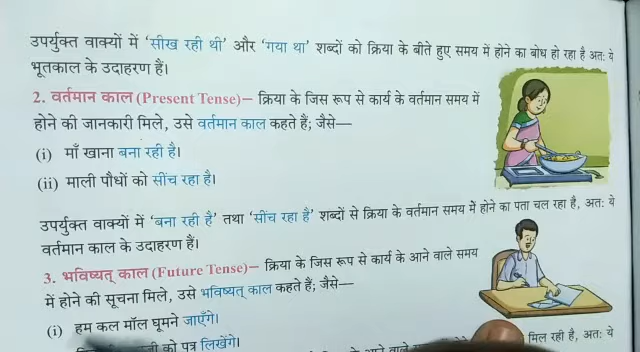 उपर्युक्त वाक्यों में 'सीख रही थी' और 'गया था' शब्दों को क्रिया के बीते हुए समय में होने का बोध हो रहा है अतः ये
भूतकाल के उदाहरण हैं।
2. वर्तमान काल (Present Tense)— क्रिया के जिस रूप से कार्य के वर्तमान समय में
होने की जानकारी मिले, उसे वर्तमान काल कहते हैं; जैसे—
(i) माँ खाना बना रही है।
(ii) माली पौधों को सींच रहा है।
उपर्युक्त वाक्यों में 'बना रही है' तथा 'सींच रहा है' शब्दों से क्रिया के वर्तमान समय में होने का पता चल रहा है, अतः ये
वर्तमान काल के उदाहरण हैं।
3. भविष्यत् काल (Future Tense)— क्रिया के जिस रूप से कार्य के आने वाले समय
में होने की सूचना मिले, उसे भविष्यत् काल कहते हैं; जैसे—
(i) हम कल मॉल घूमने जाएँगे।
को पत्र लिखेंगे।
मिल रही है, अतः ये